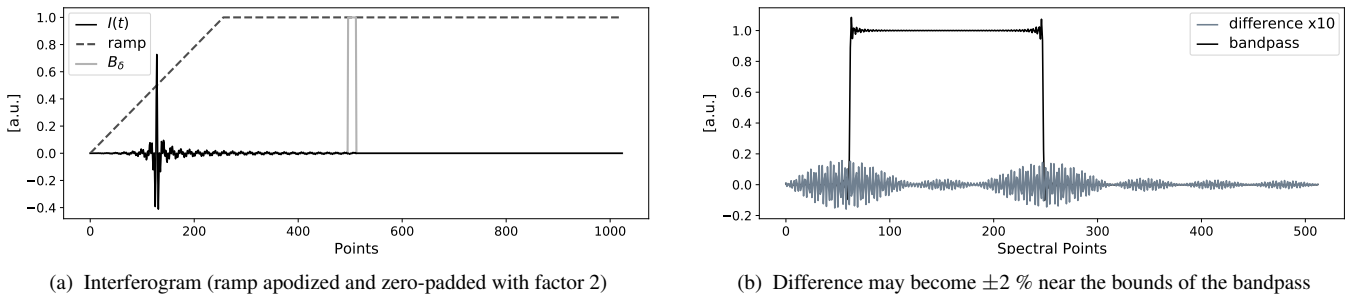 1.0
0.8
0.6
0.4
0.2
0.0
−0.2
−0.4
[a.u.]
I(t)
ramp
Bδ
0
200
400
600
800
1000
Points
(a) Interferogram (ramp apodized and zero-padded with factor 2)
1.0
0.8
0.6
0.4
0.2
0.0
−0.2
[a.u.]
difference x10
bandpass
0
100
200
300
400
500
Spectral Points
(b) Difference may become ±2 % near the bounds of the bandpass